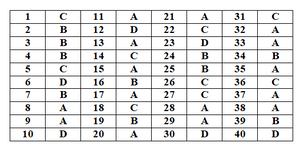 1 C 11 A 21 A 31 C
2 B 12 D 22 C 32 A
3 B 13 A 23 D 33 A
4 B 14 C 24 B 34 B
5 C 15 A 25 B 35 A
6 D 16 B 26 C 36 C
7 B 17 A 27 C 37 A
8 A 18 C 28 A 38 A
9 A 19 B 29 A 39 B
10 D 20 A 30 D 40 D